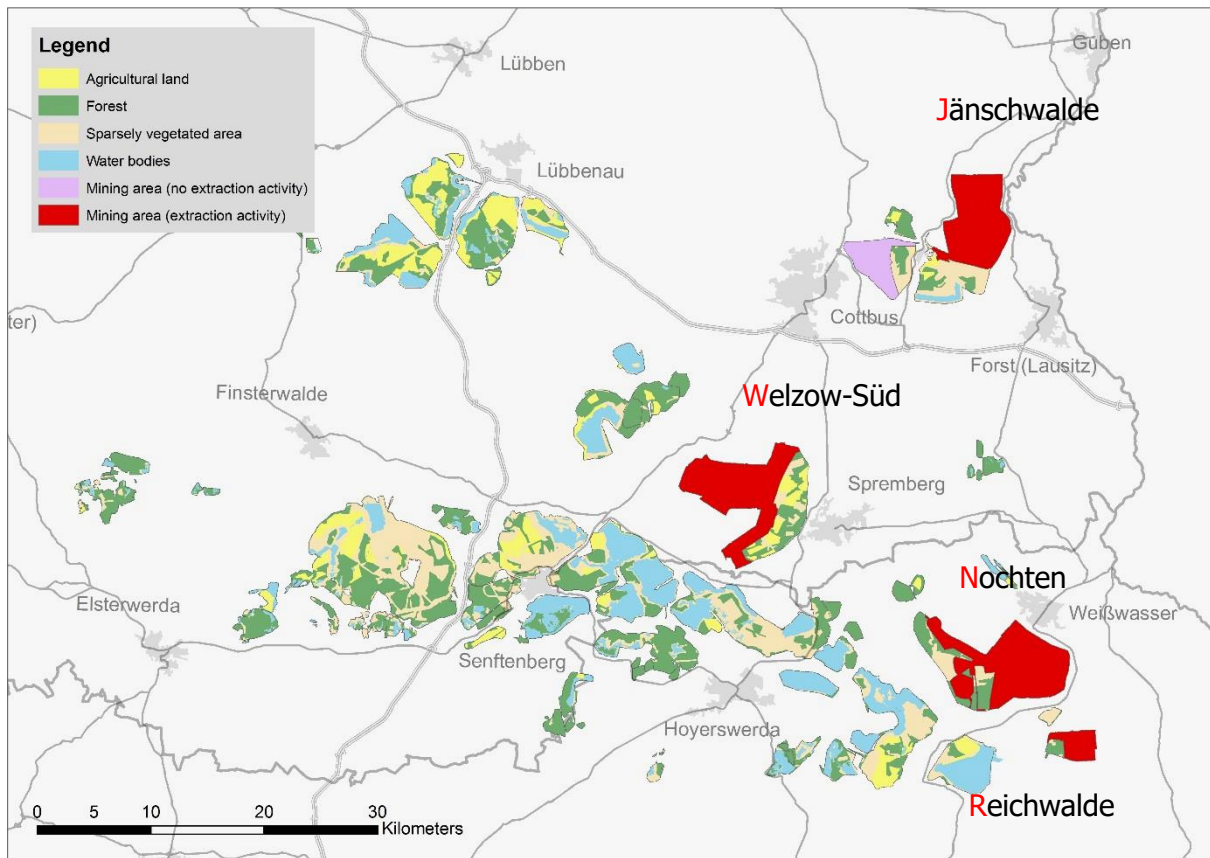 Legend
Agricultural land
Forest
Sparsely vegetated area
Water bodies
Mining area (no extraction activity)
Mining area (extraction activity)
Guben
Lübben
Jänschwalde
Lübbenau
Cottbus
ter)
Forst (Lausitz)
Welzow-Süd
Finsterwalde
Spremberg
Nochten
Elsterwerda
Weißwasser
Senftenberg
Hoyerswerda
Reichwalde
0 5 10 20 30
Kilometers